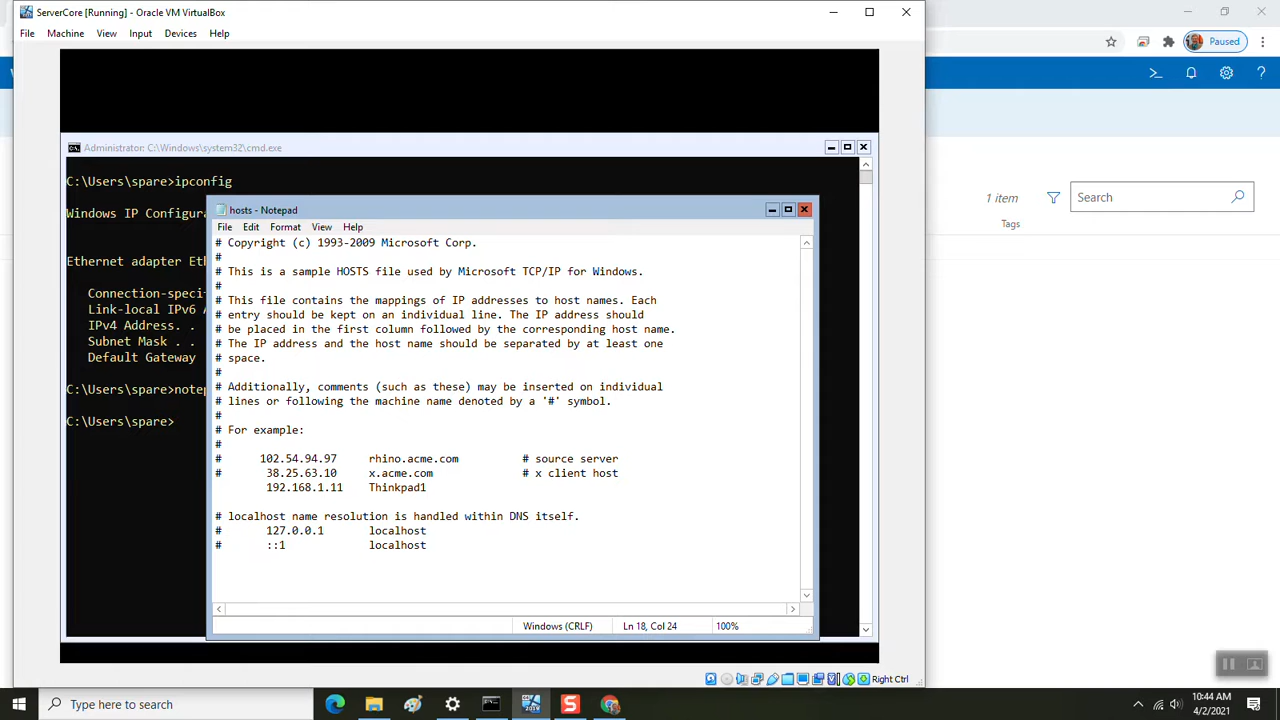 ServerCore [Running] - Oracle VM VirtualBox
File Machine View Input Devices Help
Paused
Administrator: C:\Windows\system32\cmd.exe
C:\Users\spare>ipconfig
Windows IP Configura
Ethernet adapter Et
Connection-speci
Link-local IPv6
IPv4 Address. .
Subnet Mask . .
Default Gateway
C:\Users\spare>note
C:\Users\spare>
hosts - Notepad
File Edit Format View Help
# Copyright (c) 1993-2009 Microsoft Corp.
#
# This is a sample HOSTS file used by Microsoft TCP/IP for Windows.
#
# This file contains the mappings of IP addresses to host names. Each
# entry should be kept on an individual line. The IP address should
# be placed in the first column followed by the corresponding host name.
# The IP address and the host name should be separated by at least one
# space.
#
# Additionally, comments (such as these) may be inserted on individual
# lines or following the machine name denoted by a '#' symbol.
#
# For example:
#
# 102.54.94.97 rhino.acme.com # source server
# 38.25.63.10 x.acme.com # x client host
192.168.1.11 Thinkpad1
# localhost name resolution is handled within DNS itself.
# 127.0.0.1 localhost
# ::1 localhost
Windows (CRLF) Ln 18, Col 24 100%
1 item
Search
Tags
Right Ctrl
Type here to search
10:44 AM
4/2/2021